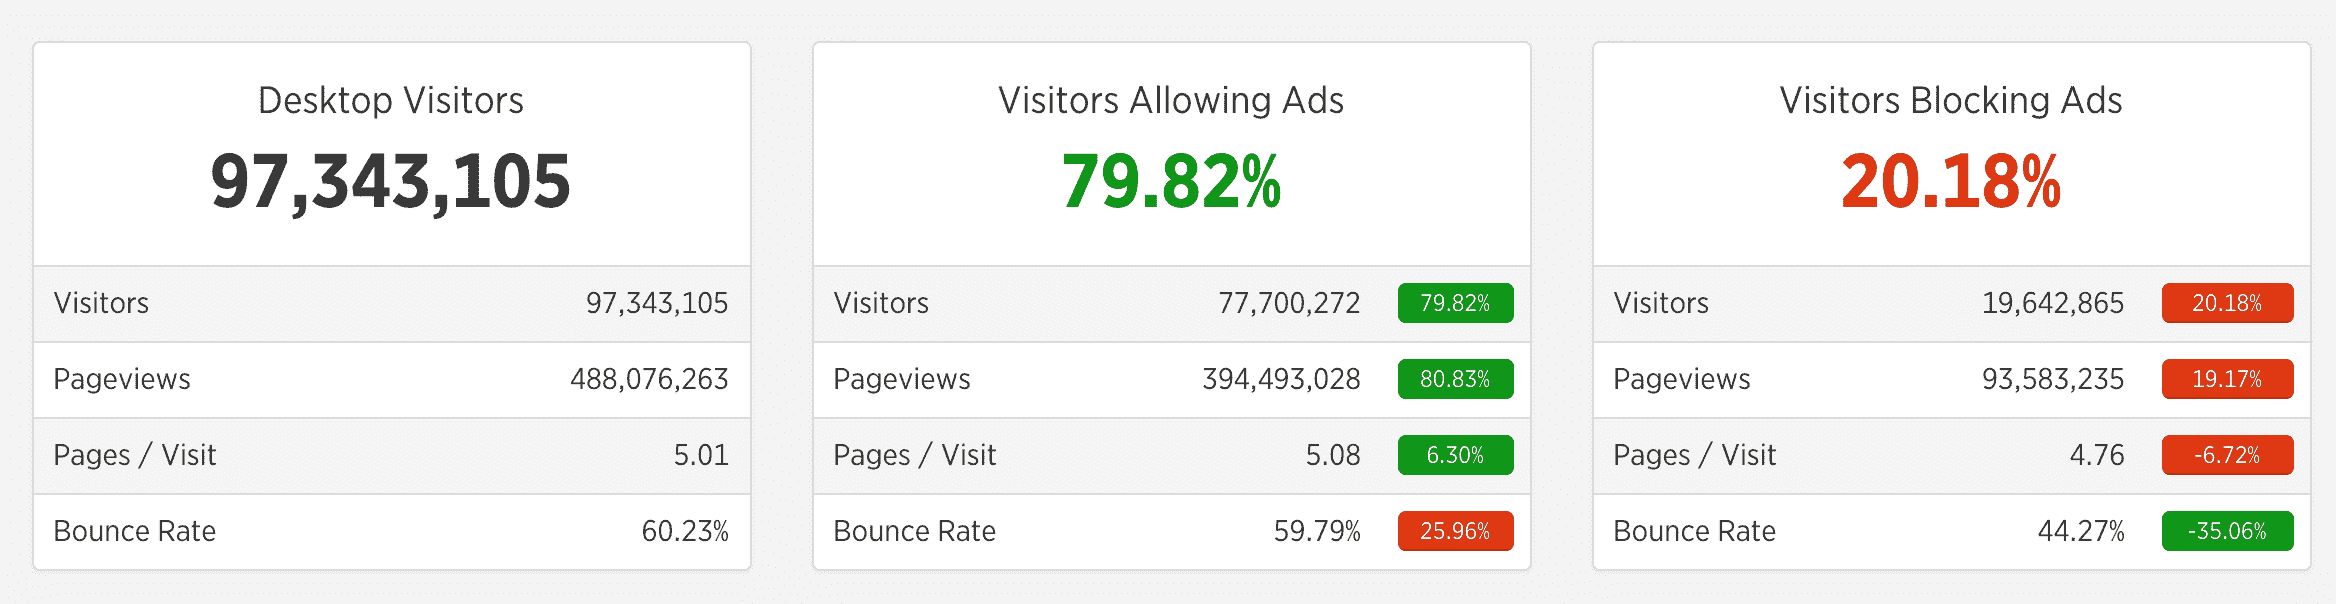 Desktop Visitors
97,343,105
Visitors 97,343,105
Pageviews 488,076,263
Pages / Visit 5.01
Bounce Rate 60.23%
Visitors Allowing Ads
79.82%
Visitors 77,700,272 79.82%
Pageviews 394,493,028 80.83%
Pages / Visit 5.08 6.30%
Bounce Rate 59.79% 25.96%
Visitors Blocking Ads
20.18%
Visitors 19,642,865 20.18%
Pageviews 93,583,235 19.17%
Pages / Visit 4.76 -6.72%
Bounce Rate 44.27% -35.06%